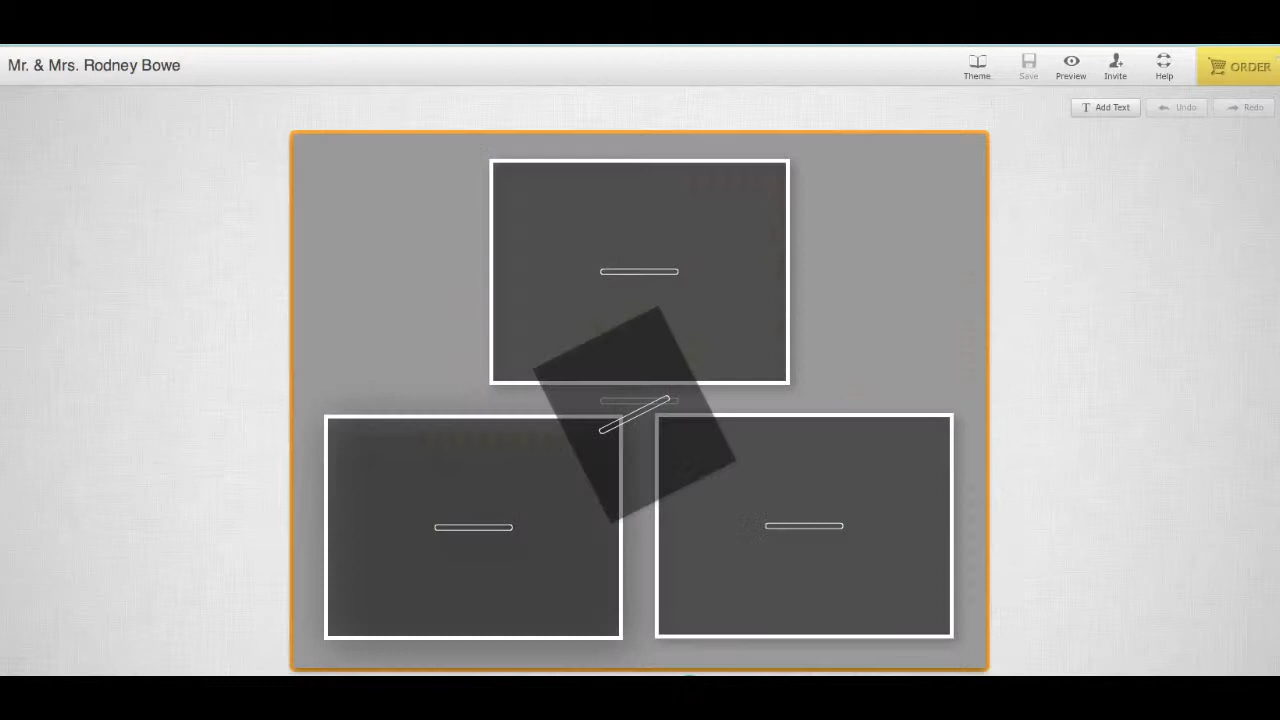 Mr. & Mrs. Rodney Bowe
Theme
Save
Preview
Invite
Help
ORDER
T Add Text
Undo
Redo